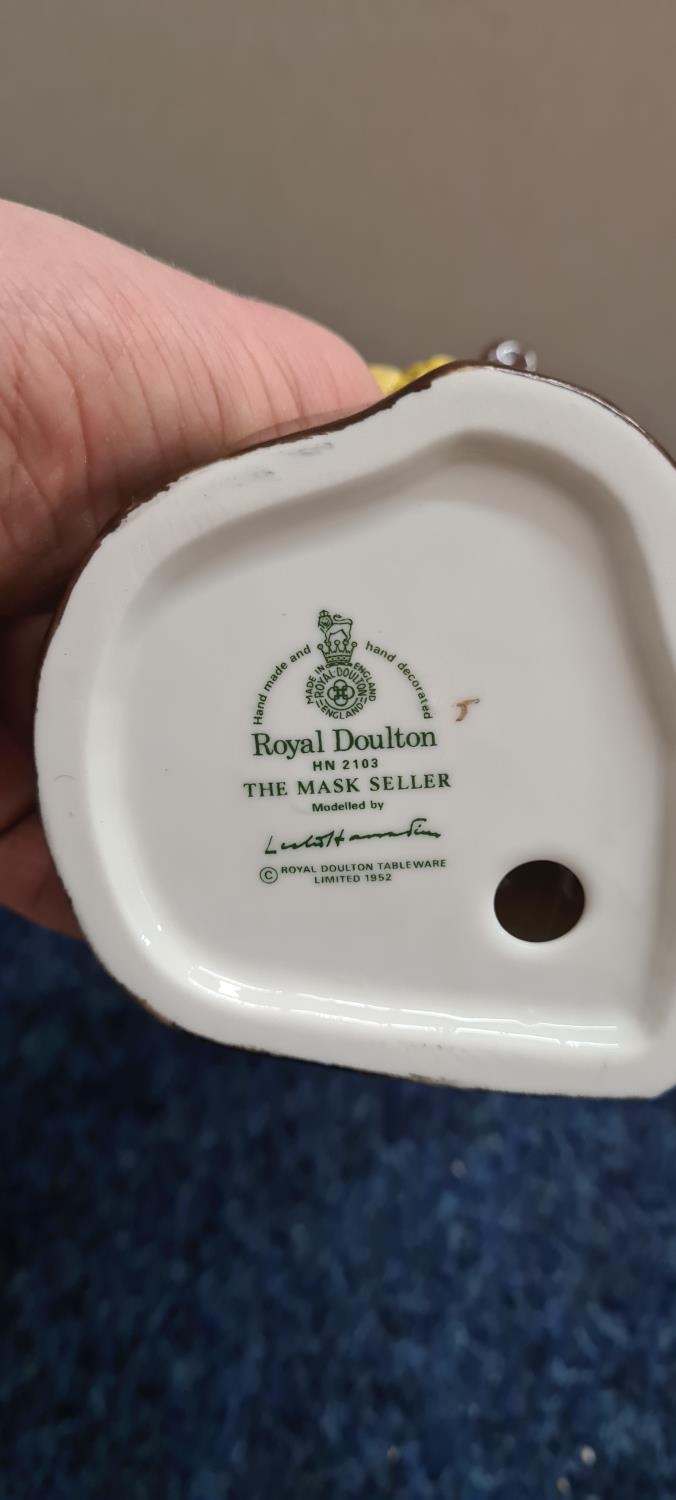 Hand made and hand decorated
MADE IN ENGLAND
ROYAL·DOULTON
ENGLAND
Royal Doulton
HN 2103
THE MASK SELLER
Modelled by
© ROYAL DOULTON TABLEWARE
LIMITED 1952